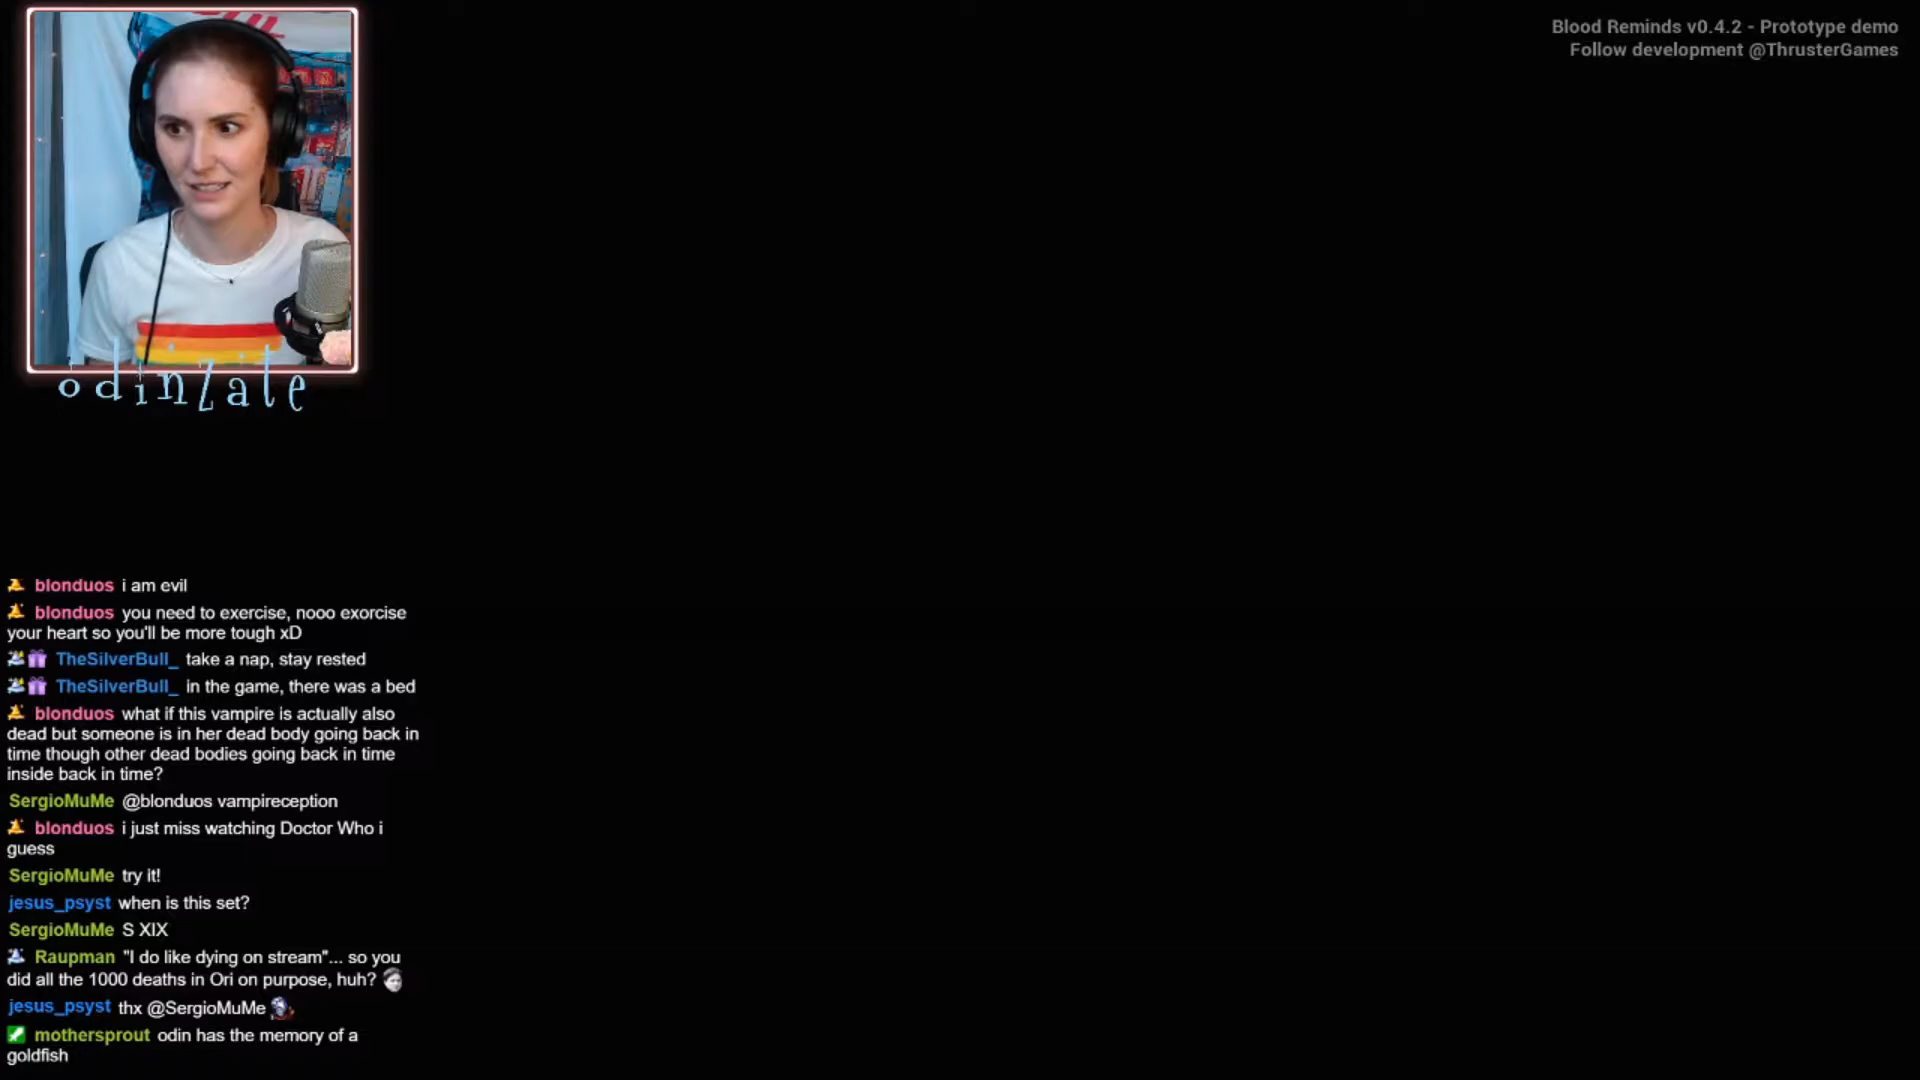 Blood Reminds v0.4.2 - Prototype demo
Follow development @ThrusterGames
odinzate
blonduos i am evil
blonduos you need to exercise, nooo exorcise
your heart so you'll be more tough xD
TheSilverBull_ take a nap, stay rested
TheSilverBull_ in the game, there was a bed
blonduos what if this vampire is actually also
dead but someone is in her dead body going back in
time though other dead bodies going back in time
inside back in time?
SergioMuMe @blonduos vampireception
blonduos i just miss watching Doctor Who i
guess
SergioMuMe try it!
jesus_psyst when is this set?
SergioMuMe S XIX
Raupman "I do like dying on stream"... so you
did all the 1000 deaths in Ori on purpose, huh?
jesus_psyst thx @SergioMuMe
mothersprout odin has the memory of a
goldfish